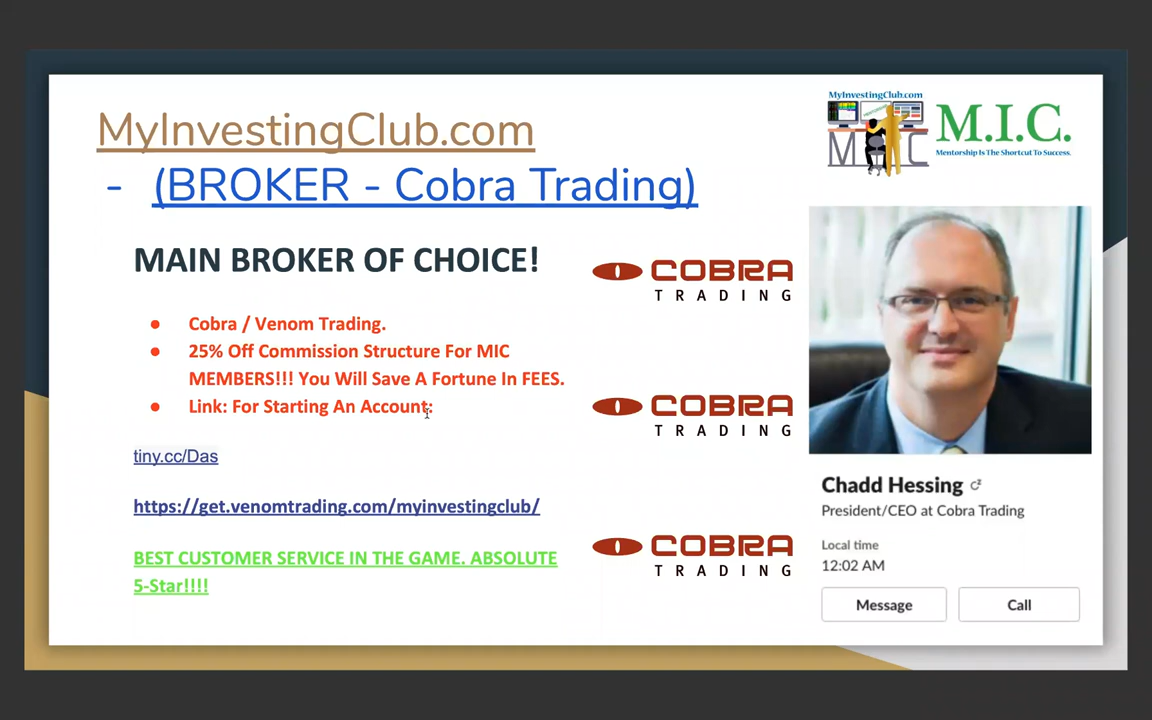 MyInvestingClub.com
- (BROKER - Cobra Trading)
MAIN BROKER OF CHOICE!
● Cobra / Venom Trading.
● 25% Off Commission Structure For MIC
MEMBERS!!! You Will Save A Fortune In FEES.
● Link: For Starting An Account:
tiny.cc/Das
https://get.venomtrading.com/myinvestingclub/
BEST CUSTOMER SERVICE IN THE GAME. ABSOLUTE
5-Star!!!!
COBRA
TRADING
COBRA
TRADING
COBRA
TRADING
MyInvestingClub.com
MIC
M.I.C.
Mentorship Is The Shortcut To Success.
Chadd Hessing
President/CEO at Cobra Trading
Local time
12:02 AM
Message
Call